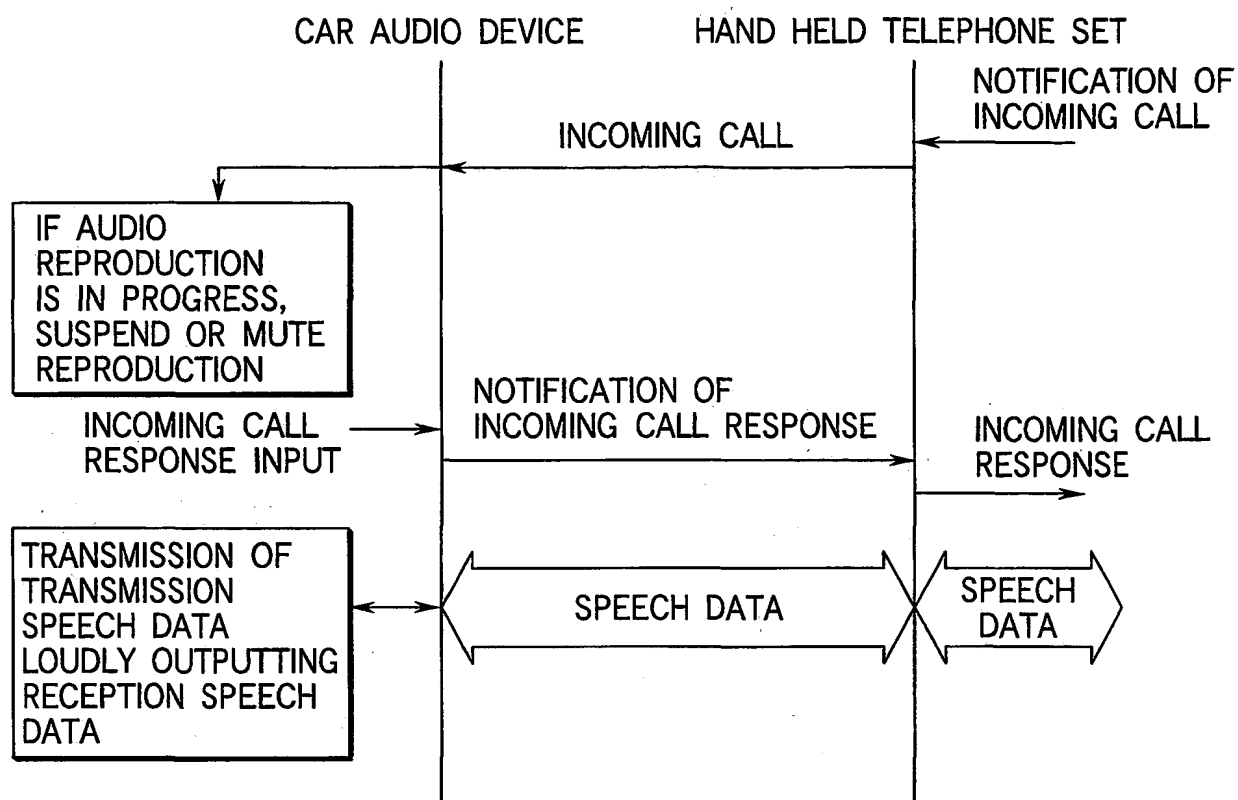 CAR AUDIO DEVICE
HAND HELD TELEPHONE SET
NOTIFICATION OF
INCOMING CALL
INCOMING CALL
IF AUDIO
REPRODUCTION
IS IN PROGRESS,
SUSPEND OR MUTE
REPRODUCTION
NOTIFICATION OF
INCOMING CALL RESPONSE
INCOMING CALL
RESPONSE INPUT
INCOMING CALL
RESPONSE
TRANSMISSION OF
TRANSMISSION
SPEECH DATA
LOUDLY OUTPUTTING
RECEPTION SPEECH
DATA
SPEECH DATA
SPEECH
DATA